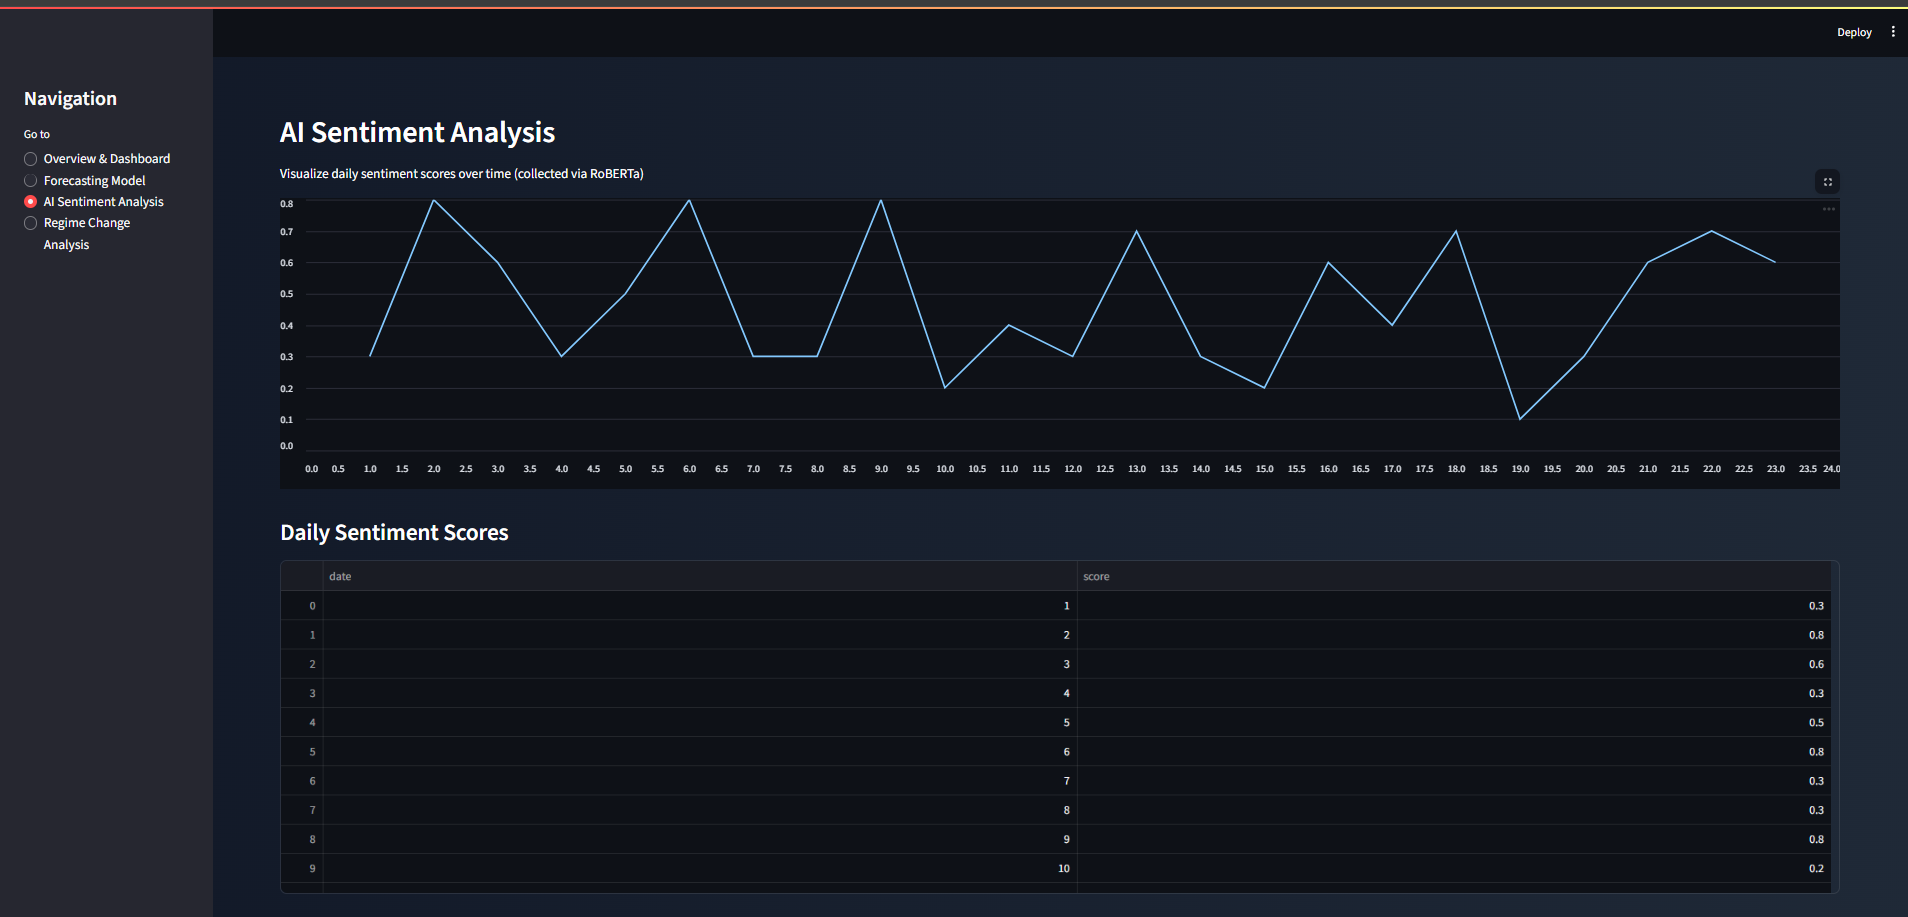 Deploy
Navigation
Go to
Overview & Dashboard
Forecasting Model
AI Sentiment Analysis
Regime Change
Analysis
AI Sentiment Analysis
Visualize daily sentiment scores over time (collected via RoBERTa)
0.8
0.7
0.6
0.5
0.4
0.3
0.2
0.1
0.0
0.0 0.5 1.0 1.5 2.0 2.5 3.0 3.5 4.0 4.5 5.0 5.5 6.0 6.5 7.0 7.5 8.0 8.5 9.0 9.5 10.0 10.5 11.0 11.5 12.0 12.5 13.0 13.5 14.0 14.5 15.0 15.5 16.0 16.5 17.0 17.5 18.0 18.5 19.0 19.5 20.0 20.5 21.0 21.5 22.0 22.5 23.0 23.5 24.0
Daily Sentiment Scores
date score
0 1 0.3
1 2 0.8
2 3 0.6
3 4 0.3
4 5 0.5
5 6 0.8
6 7 0.3
7 8 0.3
8 9 0.8
9 10 0.2